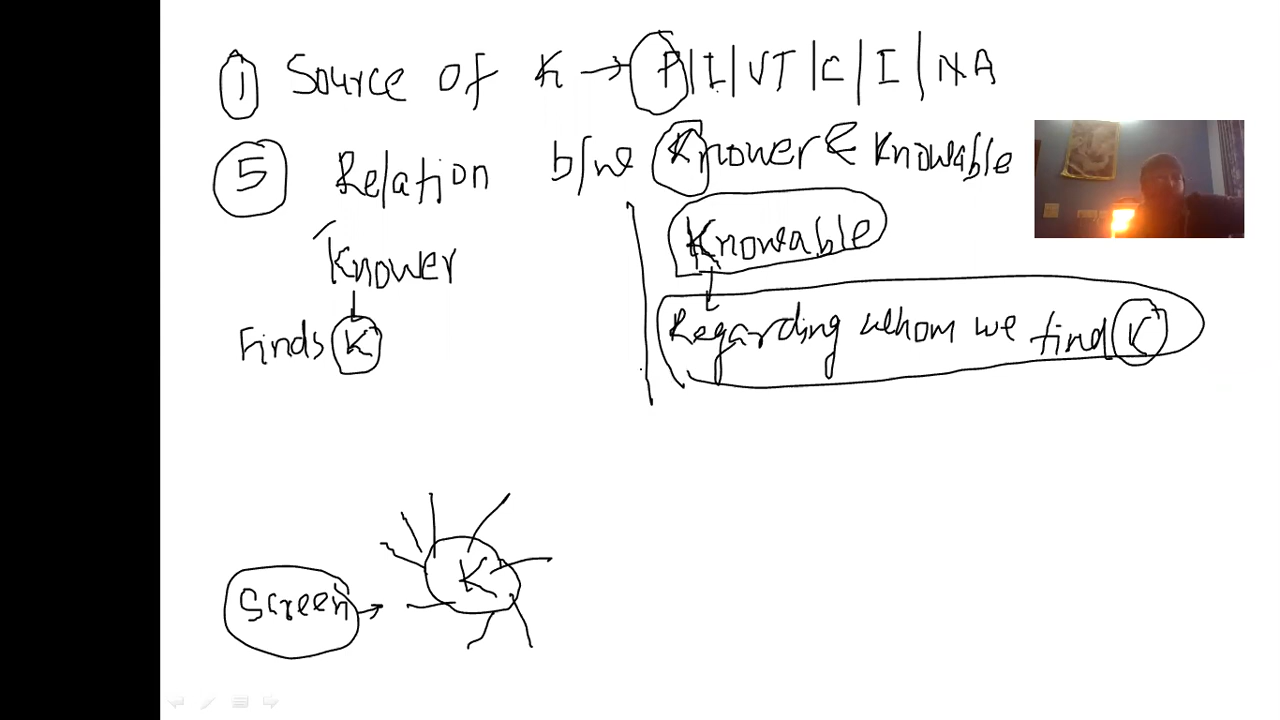 1 Source of K → P | I | VT | C | I | NA
5 Relation b/w Knower & Knowable
Knower
Finds K
Knowable
Regarding whom we find K
Screen → K